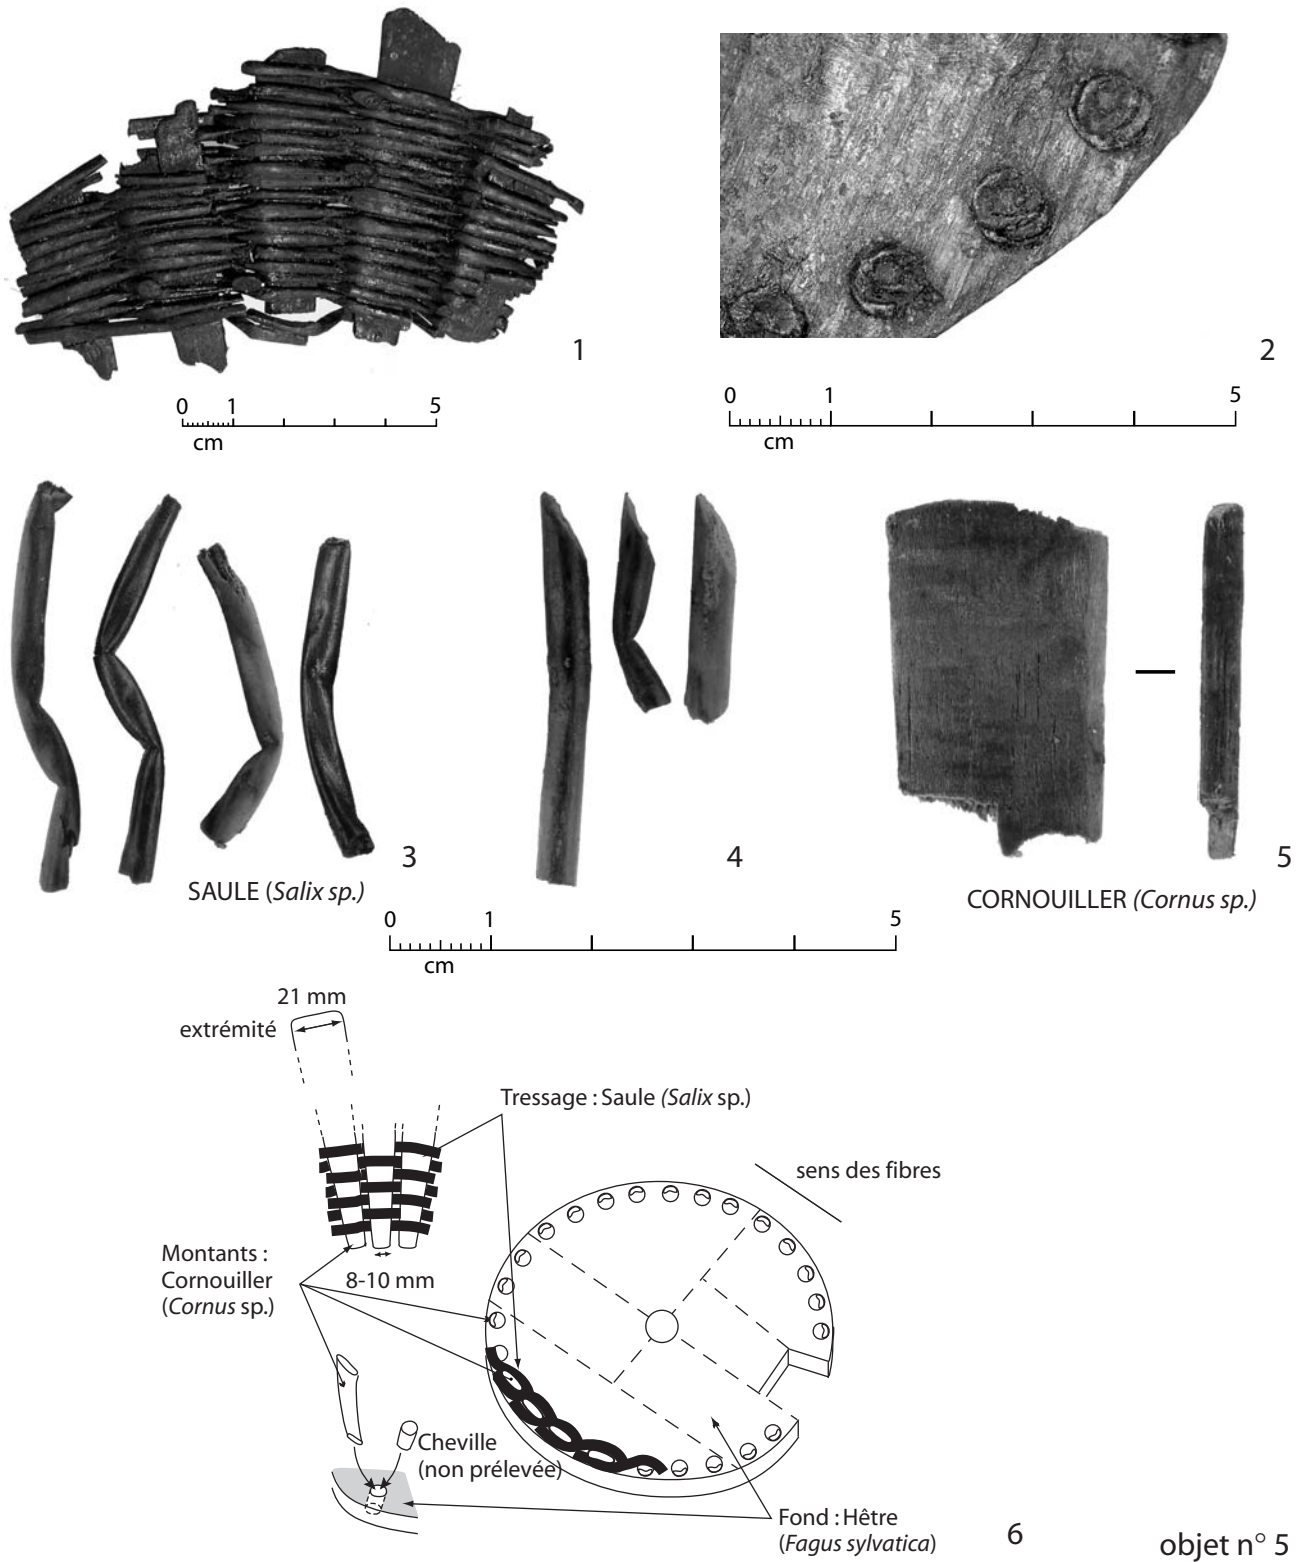 1
2
0 1 5
cm
0 1 5
cm
3
4
5
SAULE (Salix sp.)
CORNOUILLER (Cornus sp.)
0 1 5
cm
21 mm
extrémité
Tressage : Saule (Salix sp.)
sens des fibres
Montants :
Cornouiller
(Cornus sp.)
8-10 mm
Cheville
(non prélevée)
Fond : Hêtre
(Fagus sylvatica)
6
objet n° 5